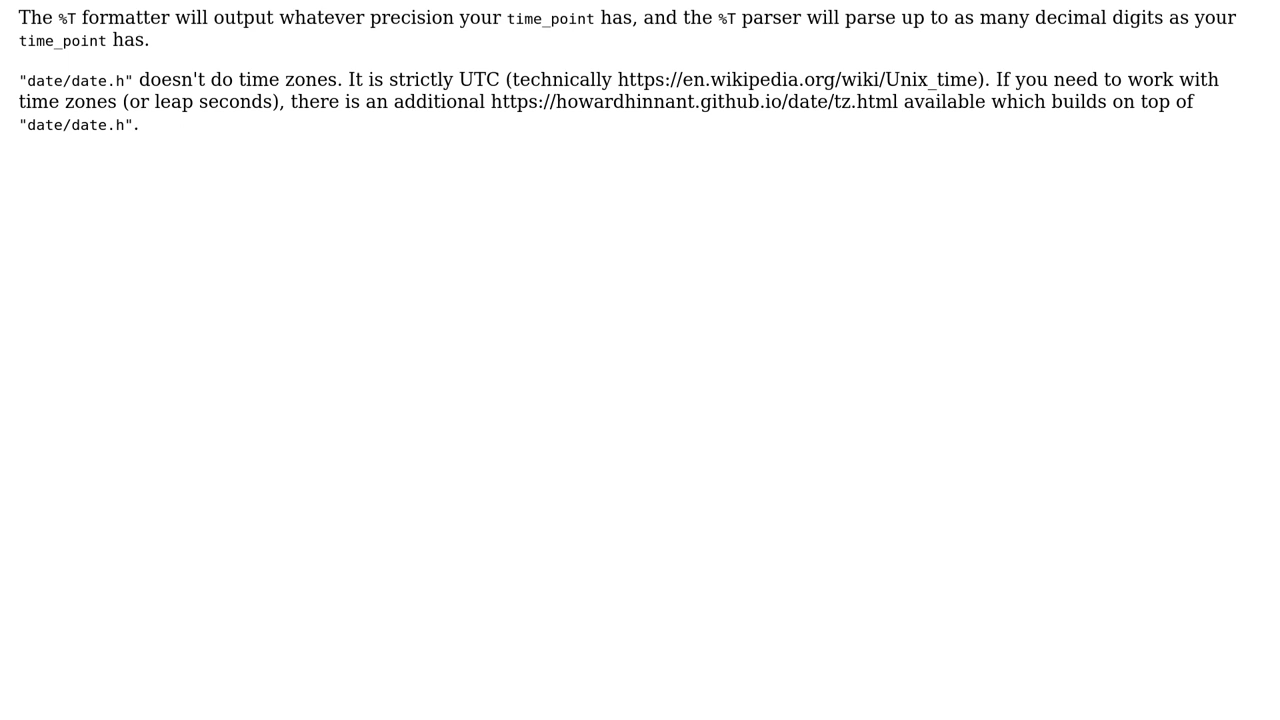 The %T formatter will output whatever precision your time_point has, and the %T parser will parse up to as many decimal digits as your
time_point has.
"date/date.h" doesn't do time zones. It is strictly UTC (technically https://en.wikipedia.org/wiki/Unix_time). If you need to work with
time zones (or leap seconds), there is an additional https://howardhinnant.github.io/date/tz.html available which builds on top of
"date/date.h".